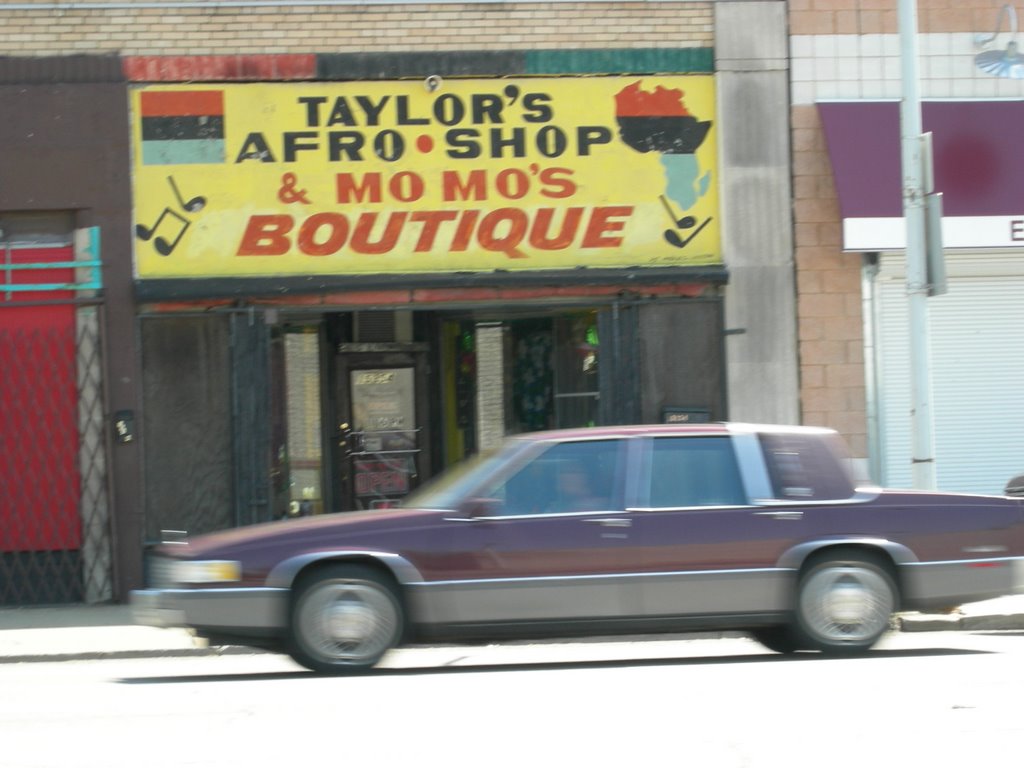 TAYLOR'S
AFRO • SHOP
& MO MO'S
BOUTIQUE
OPEN
E